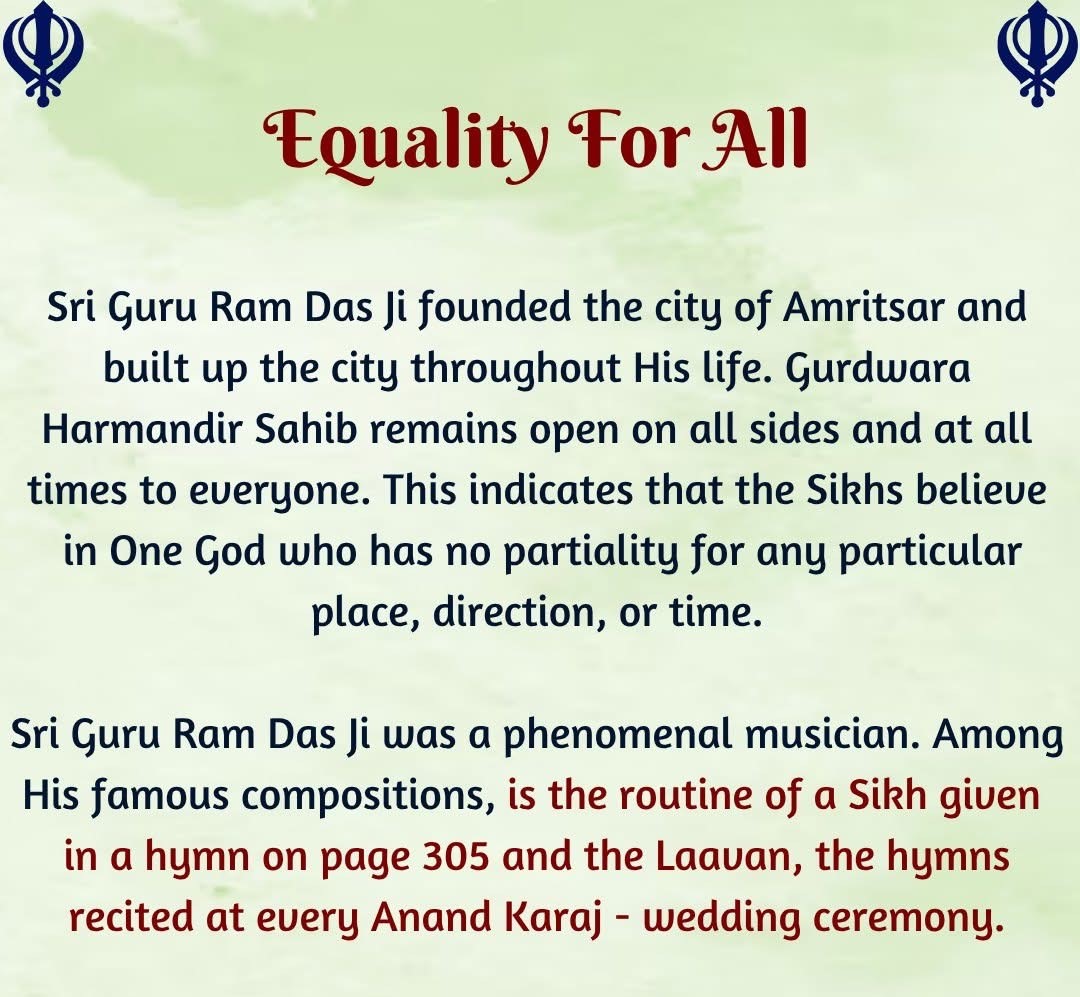 Equality For All
Sri Guru Ram Das Ji founded the city of Amritsar and
built up the city throughout His life. Gurdwara
Harmandir Sahib remains open on all sides and at all
times to everyone. This indicates that the Sikhs believe
in One God who has no partiality for any particular
place, direction, or time.
Sri Guru Ram Das Ji was a phenomenal musician. Among
His famous compositions, is the routine of a Sikh given
in a hymn on page 305 and the Laavan, the hymns
recited at every Anand Karaj - wedding ceremony.